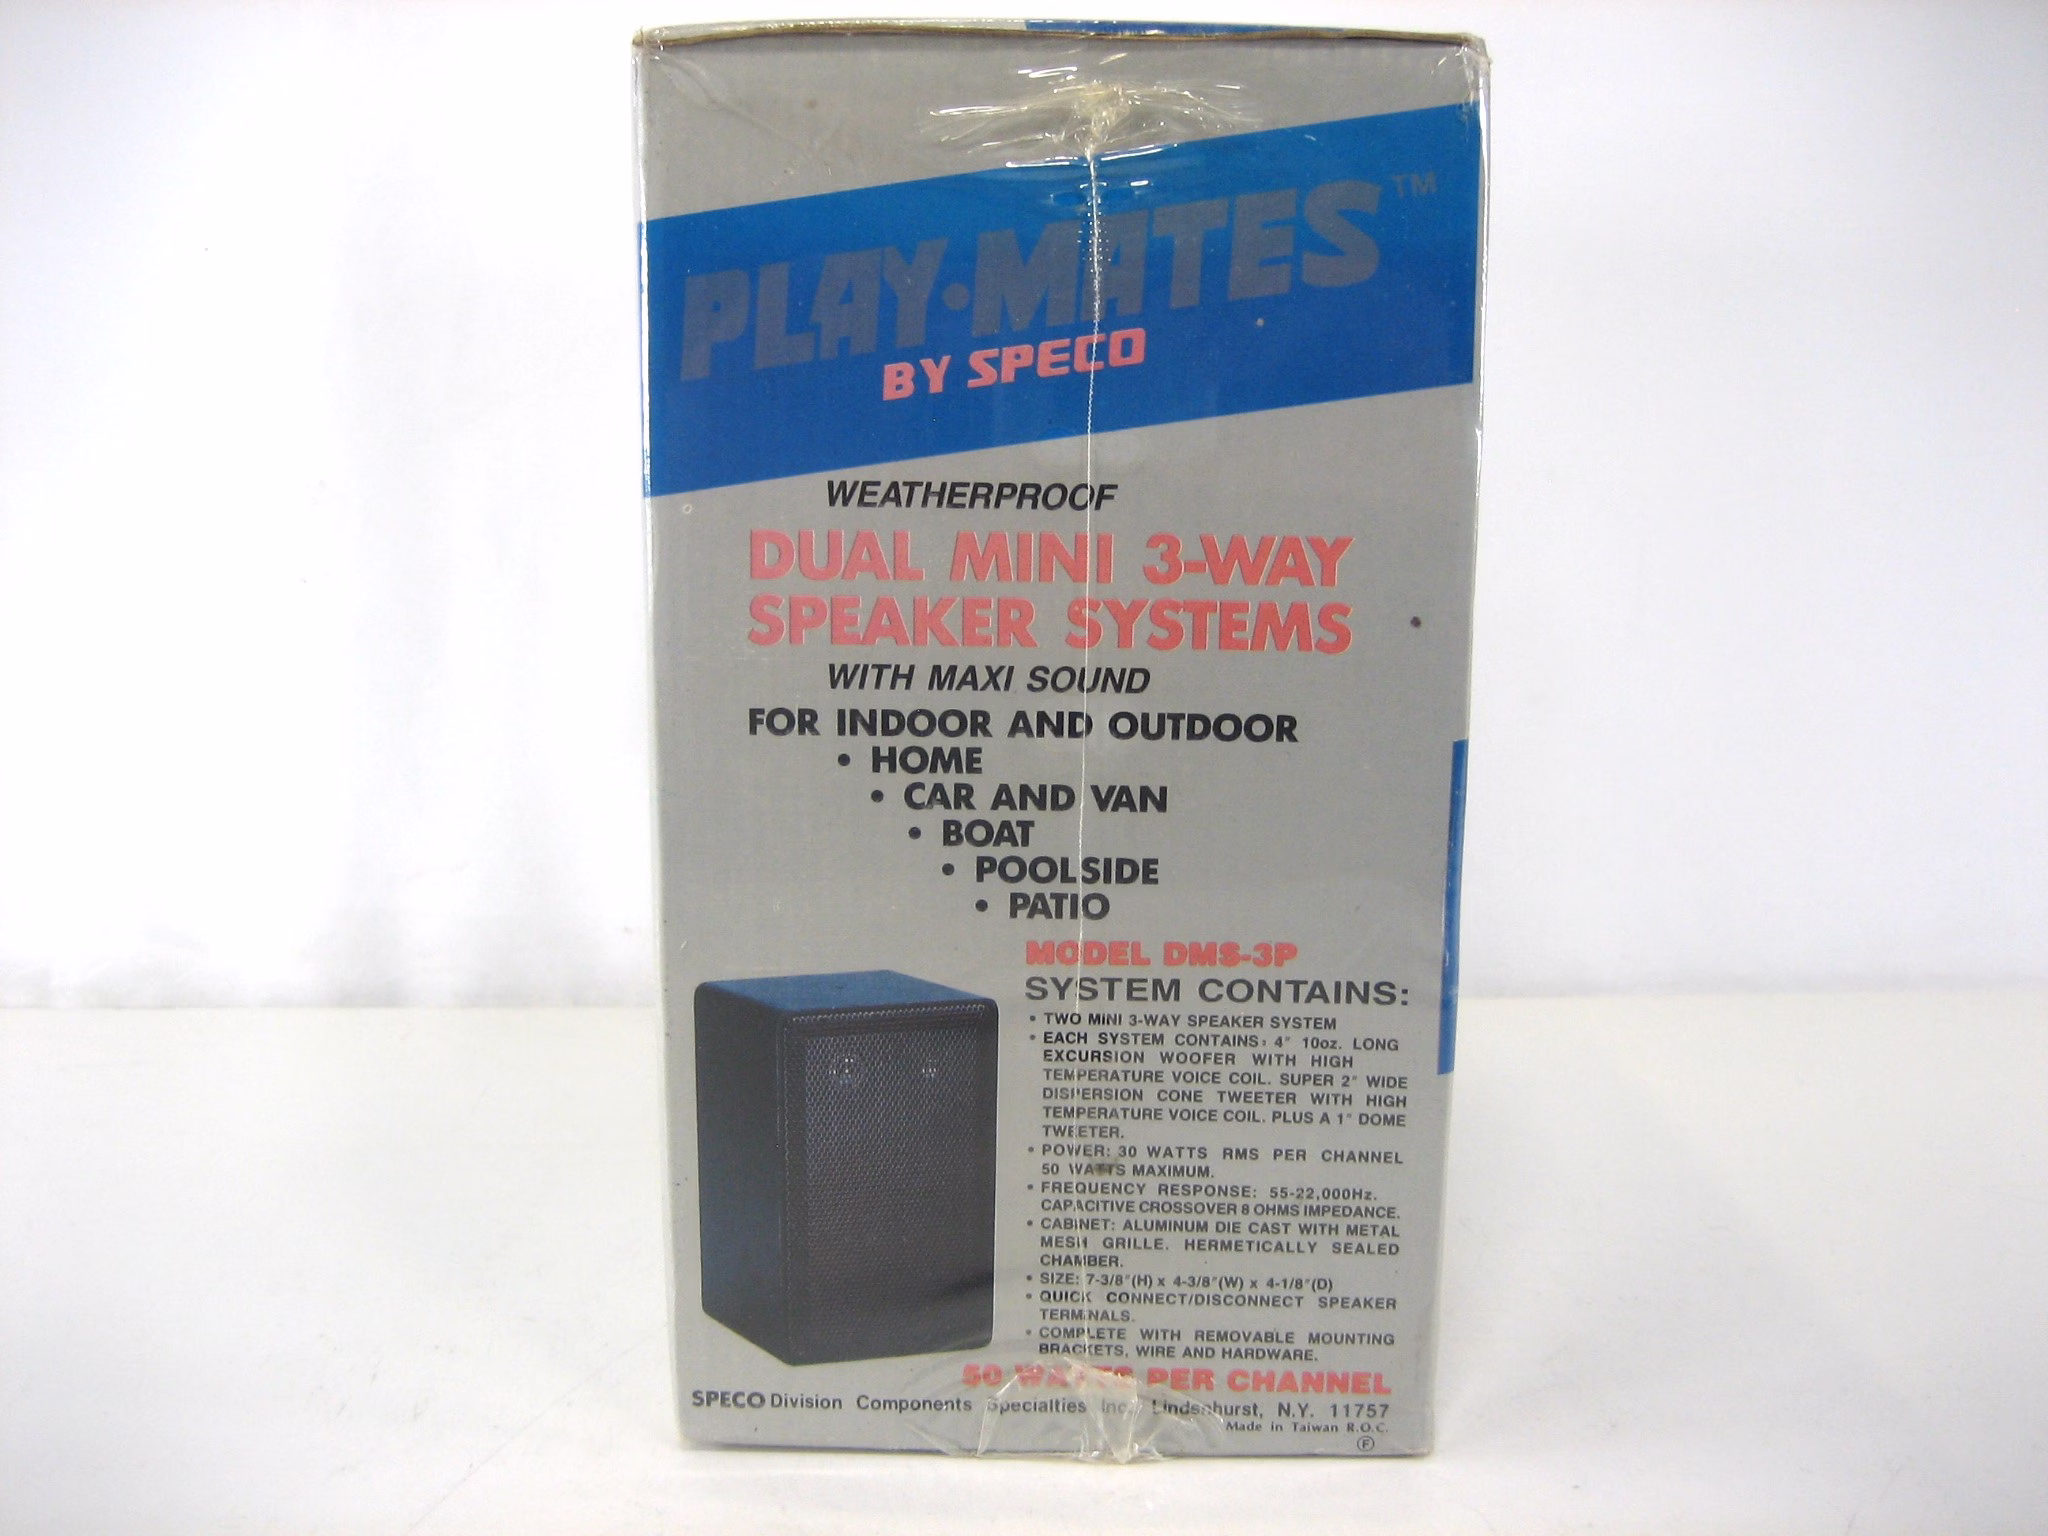 PLAY·MATES™
BY SPECO
WEATHERPROOF
DUAL MINI 3-WAY
SPEAKER SYSTEMS
WITH MAXI SOUND
FOR INDOOR AND OUTDOOR
• HOME
• CAR AND VAN
• BOAT
• POOLSIDE
• PATIO
MODEL DMS-3P
SYSTEM CONTAINS:
• TWO MINI 3-WAY SPEAKER SYSTEM
• EACH SYSTEM CONTAINS: 4" 10oz. LONG
EXCURSION WOOFER WITH HIGH
TEMPERATURE VOICE COIL. SUPER 2" WIDE
DISPERSION CONE TWEETER WITH HIGH
TEMPERATURE VOICE COIL. PLUS A 1" DOME
TWEETER.
• POWER: 30 WATTS RMS PER CHANNEL
50 WATTS MAXIMUM.
• FREQUENCY RESPONSE: 55-22,000Hz.
CAPACITIVE CROSSOVER 8 OHMS IMPEDANCE.
• CABINET: ALUMINUM DIE CAST WITH METAL
MESH GRILLE. HERMETICALLY SEALED
CHAMBER.
• SIZE: 7-3/8"(H) x 4-3/8"(W) x 4-1/8"(D)
• QUICK CONNECT/DISCONNECT SPEAKER
TERMINALS.
• COMPLETE WITH REMOVABLE MOUNTING
BRACKETS, WIRE AND HARDWARE.
50 WATTS PER CHANNEL
SPECO Division Components Specialties Inc. Lindenhurst, N.Y. 11757
Made in Taiwan R.O.C.
Ⓕ